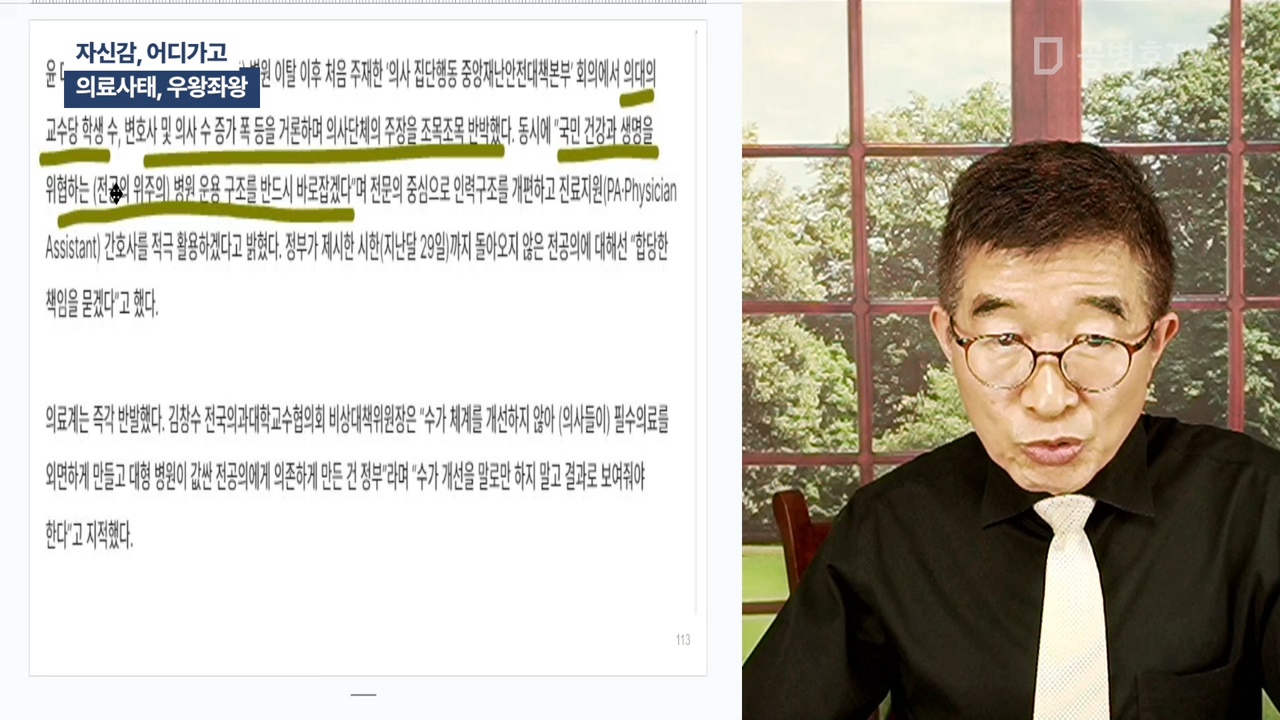 자신감, 어디가고
의료사태, 우왕좌왕
윤 병원 이탈 이후 처음 주재한 ‘의사 집단행동 중앙재난안전대책본부’ 회의에서 의대의
교수당 학생 수, 변호사 및 의사 수 증가 폭 등을 거론하며 의사단체의 주장을 조목조목 반박했다. 동시에 “국민 건강과 생명을
위협하는 (전공의 위주의) 병원 운용 구조를 반드시 바로잡겠다”며 전문의 중심으로 인력구조를 개편하고 진료지원(PA·Physician
Assistant) 간호사를 적극 활용하겠다고 밝혔다. 정부가 제시한 시한(지난달 29일)까지 돌아오지 않은 전공의에 대해선 “합당한
책임을 묻겠다”고 했다.
의료계는 즉각 반발했다. 김창수 전국의과대학교수협의회 비상대책위원장은 “수가 체계를 개선하지 않아 (의사들이) 필수의료를
외면하게 만들고 대형 병원이 값싼 전공의에게 의존하게 만든 건 정부”라며 “수가 개선을 말로만 하지 말고 결과로 보여줘야
한다”고 지적했다.
113